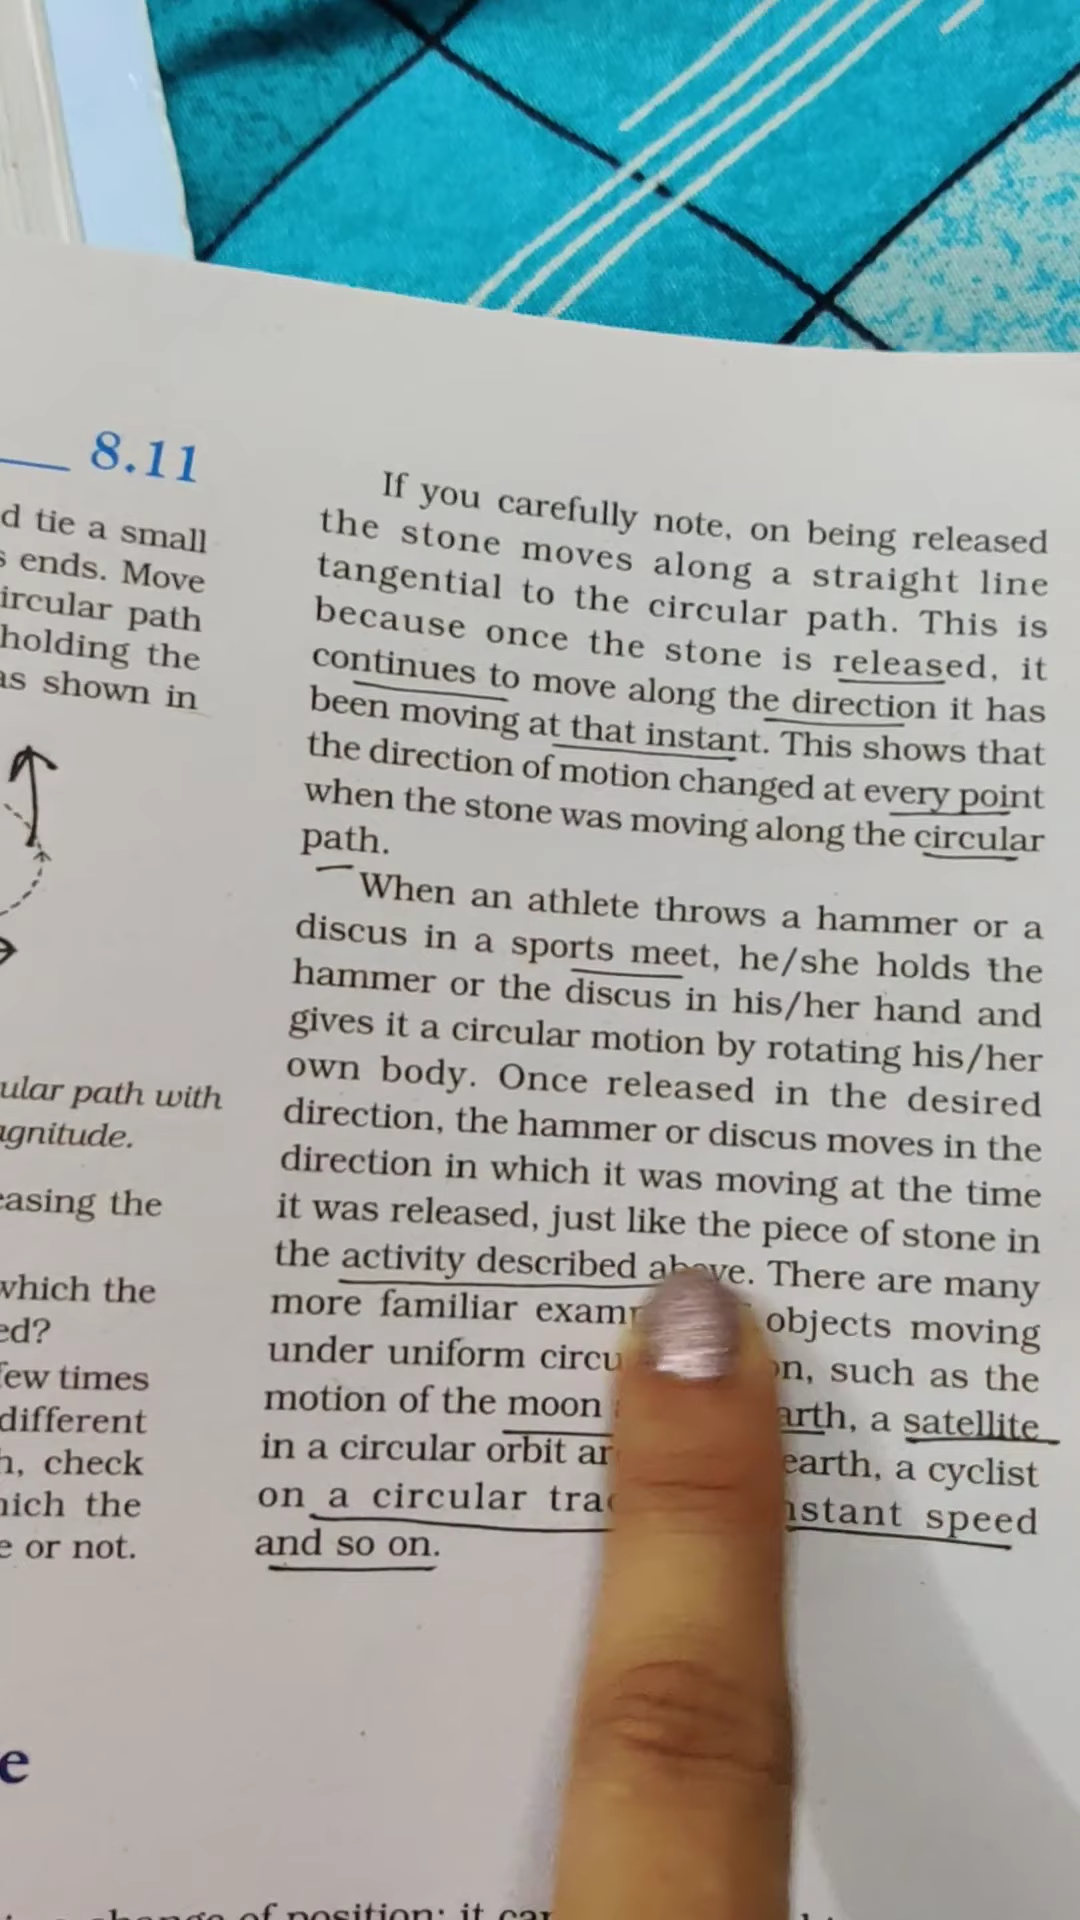 8.11
d tie a small
ends. Move
ircular path
holding the
as shown in
ular path with
gnitude.
easing the
which the
ed?
few times
different
h, check
hich the
e or not.
e
If you carefully note, on being released
the stone moves along a straight line
tangential to the circular path. This is
because once the stone is released, it
continues to move along the direction it has
been moving at that instant. This shows that
the direction of motion changed at every point
when the stone was moving along the circular
path.
When an athlete throws a hammer or a
discus in a sports meet, he/she holds the
hammer or the discus in his/her hand and
gives it a circular motion by rotating his/her
own body. Once released in the desired
direction, the hammer or discus moves in the
direction in which it was moving at the time
it was released, just like the piece of stone in
the activity described above. There are many
more familiar exam objects moving
under uniform circu on, such as the
motion of the moon arth, a satellite
in a circular orbit ar earth, a cyclist
on a circular tra nstant speed
and so on.
change of position; it can